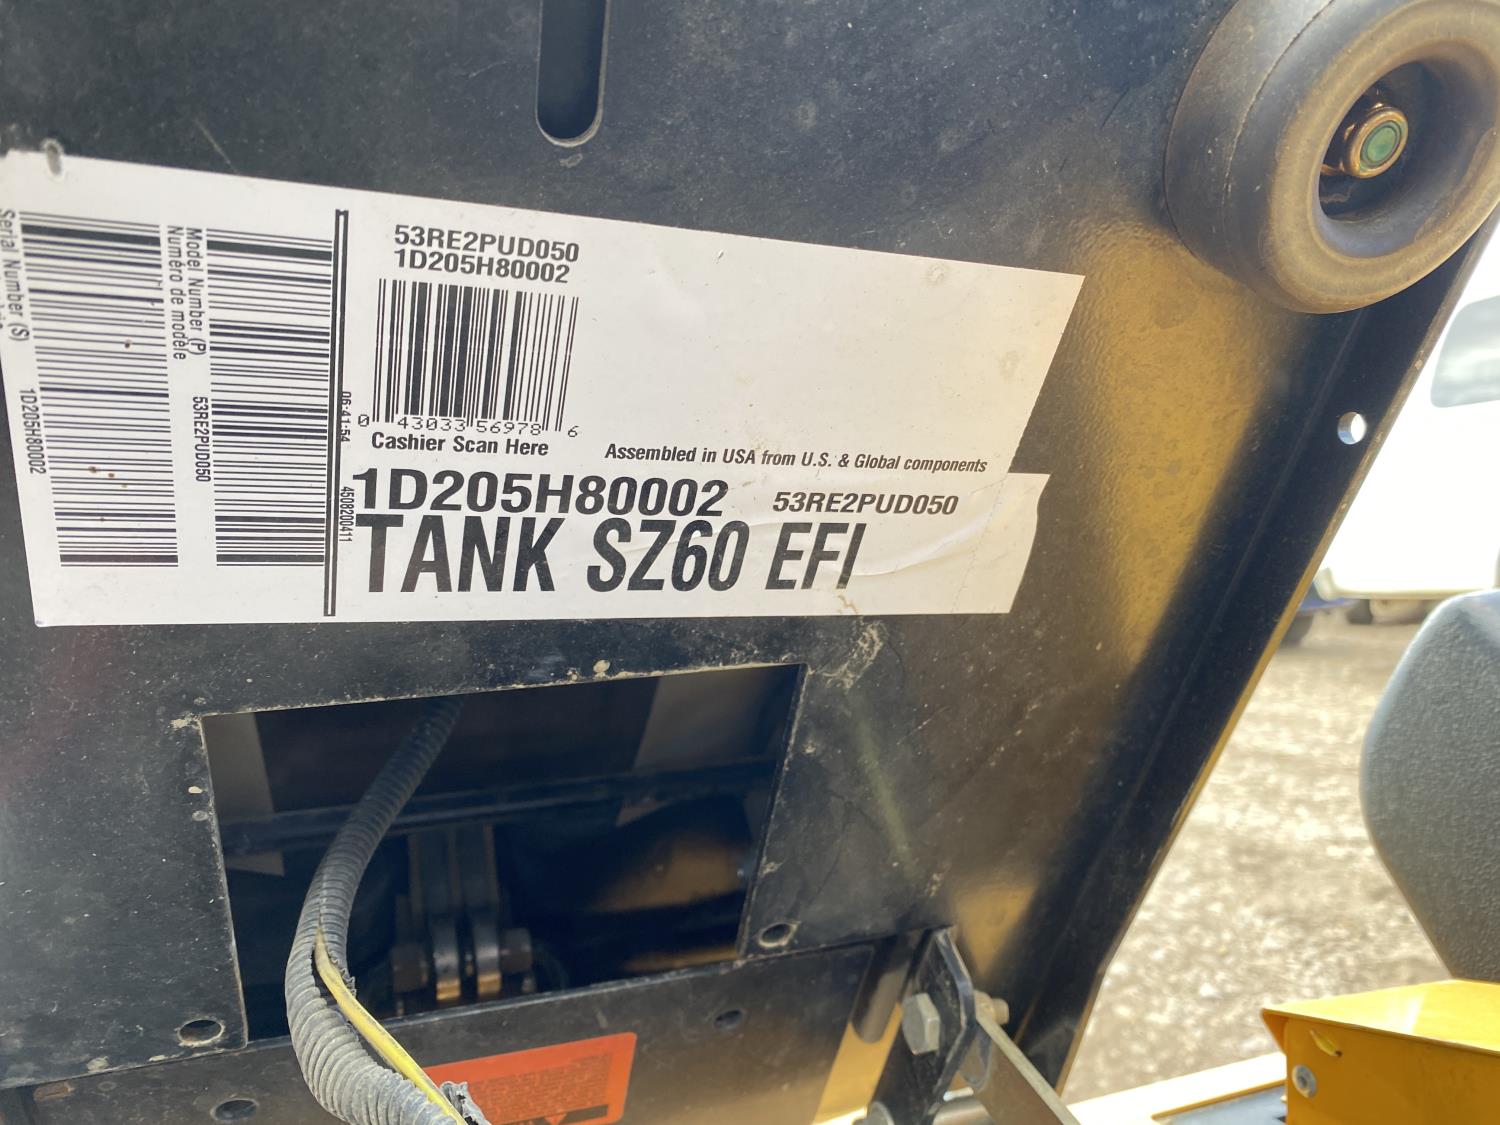 Serial Number (S)
1D205H80002
Model Number (P)
Numéro de modèle
53RE2PUD050
06:41:54
4508200411
53RE2PUD050
1D205H80002
0 43033 56978 6
Cashier Scan Here
Assembled in USA from U.S. & Global components
1D205H80002 53RE2PUD050
TANK SZ60 EFI